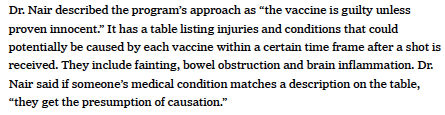 Dr. Nair described the program’s approach as “the vaccine is guilty unless
proven innocent.” It has a table listing injuries and conditions that could
potentially be caused by each vaccine within a certain time frame after a shot is
received. They include fainting, bowel obstruction and brain inflammation. Dr.
Nair said if someone’s medical condition matches a description on the table,
“they get the presumption of causation.”